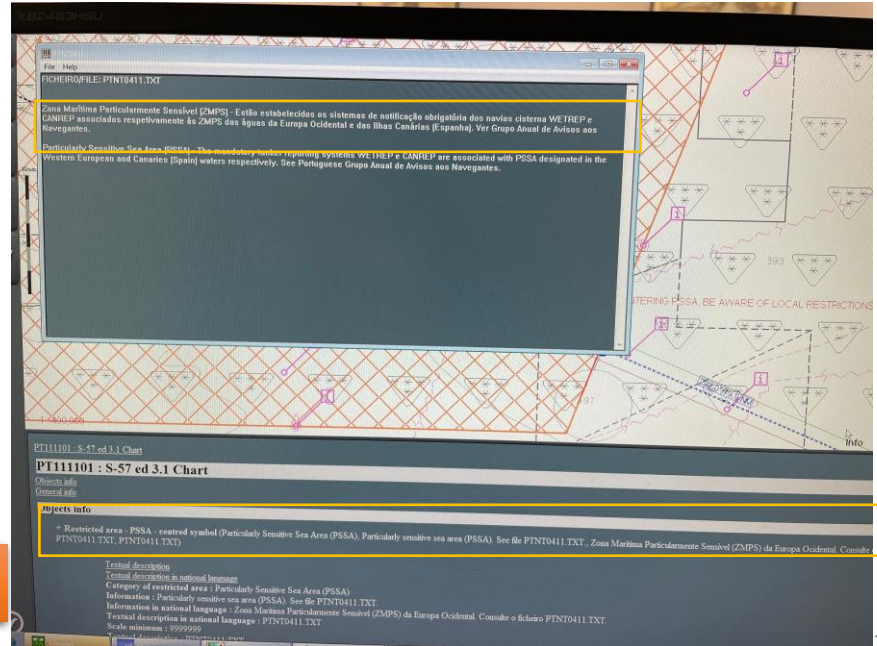 XB2483HSU
File Help
FICHEIRO/FILE: PTNT0411.TXT
Zona Marítima Particularmente Sensível [ZMPS] - Estão estabelecidos os sistemas de notificação obrigatória dos navios cisterna WETREP e
CANREP associados respetivamente às ZMPS das águas da Europa Ocidental e das Ilhas Canárias [Espanha]. Ver Grupo Anual de Avisos aos
Navegantes.
Particularly Sensitive Sea Area (PSSA) - The mandatory tanker reporting systems WETREP E CANREP are associated with PSSA designated in the
Western European and Canaries [Spain] waters respectively. See Portuguese Grupo Anual de Avisos aos Navegantes.
393
ENTERING PSSA, BE AWARE OF LOCAL RESTRICTIONS
97
Info
PT111101 : S-57 ed 3.1 Chart
PT111101 : S-57 ed 3.1 Chart
Objects info
General info
Objects info
+ Restricted area - PSSA - centred symbol (Particularly Sensitive Sea Area (PSSA), Particularly sensitive sea area (PSSA). See file PTNT0411.TXT., Zona Marítima Particularmente Sensível (ZMPS) da Europa Ocidental. Consulte
PTNT0411.TXT, PTNT0411.TXT)
Textual description
Textual description in national language
Category of restricted area : Particularly Sensitive Sea Area (PSSA)
Information : Particularly sensitive sea area (PSSA). See file PTNT0411.TXT.
Information in national language : Zona Marítima Particularmente Sensível (ZMPS) da Europa Ocidental. Consulte o ficheiro PTNT0411.TXT.
Textual description in national language : PTNT0411.TXT
Scale minimum : 9999999
Textual description : PTNT0411.TXT